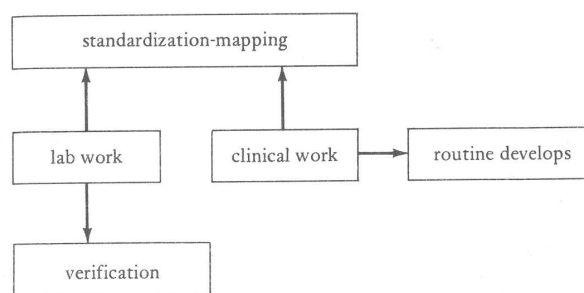 standardization-mapping
lab work
clinical work
routine develops
verification